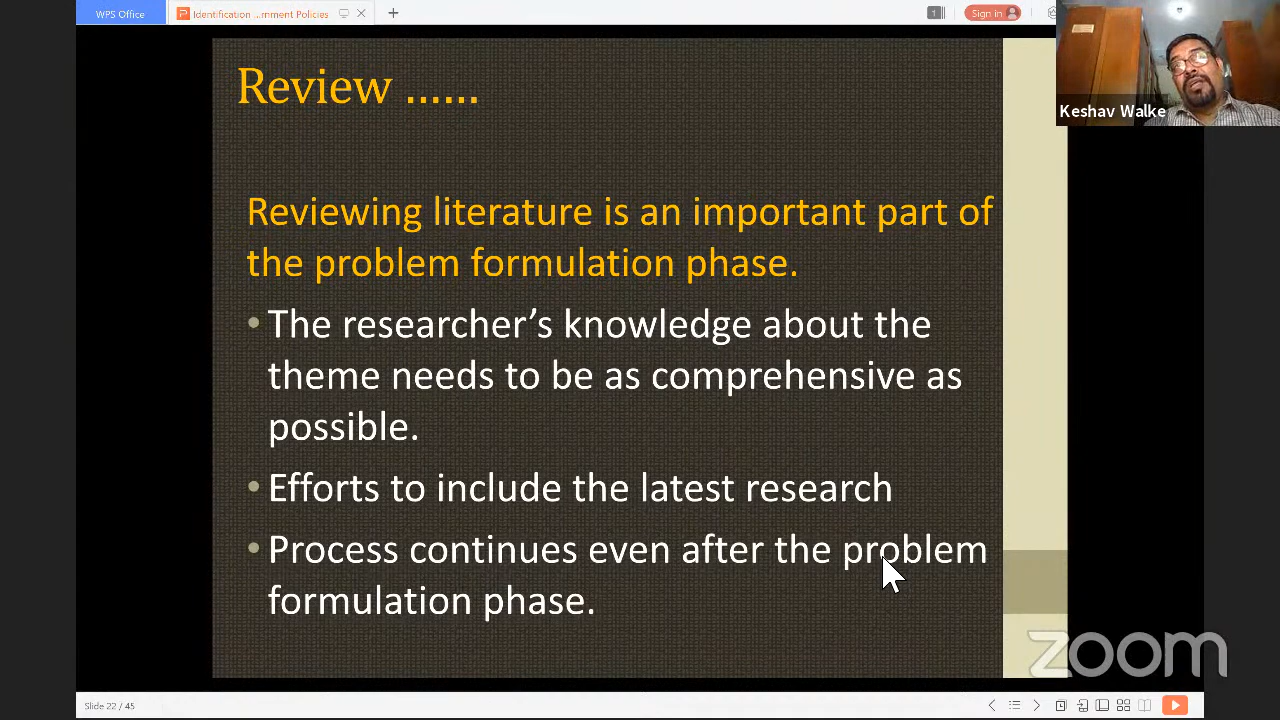 WPS Office
Identification ...rnment Policies
1
Sign in
Keshav Walke
Review ......
Reviewing literature is an important part of
the problem formulation phase.
• The researcher's knowledge about the
theme needs to be as comprehensive as
possible.
• Efforts to include the latest research
• Process continues even after the problem
formulation phase.
zoom
Slide 22 / 45